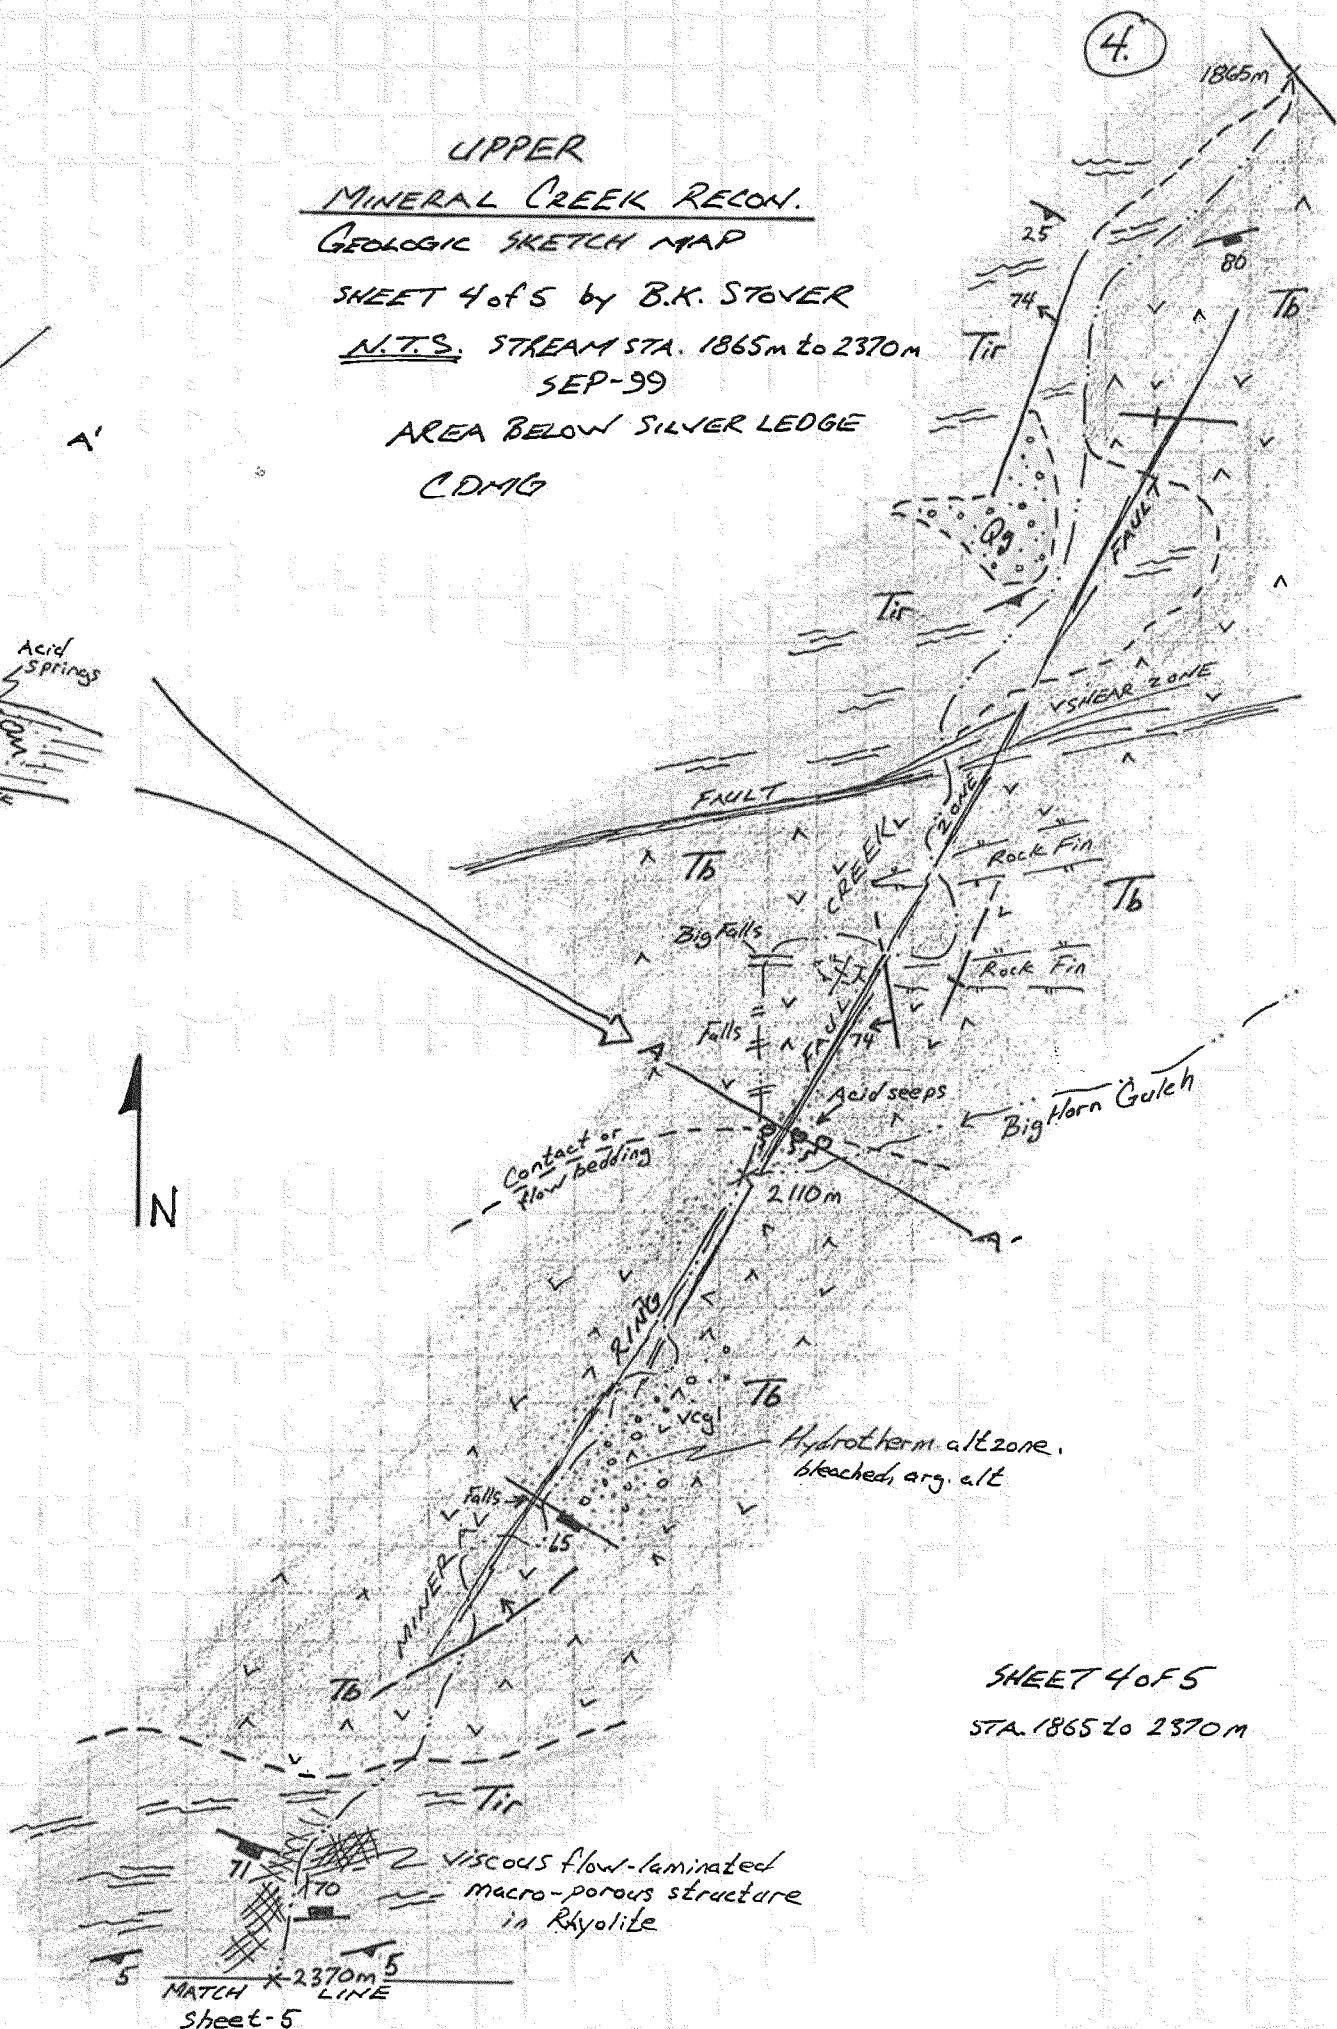 4.
1865m
UPPER
MINERAL CREEK RECON.
GEOLOGIC SKETCH MAP
SHEET 4 of 5 by B.K. STOVER
N.T.S. STREAM STA. 1865m to 2370m
SEP-99
AREA BELOW SILVER LEDGE
CDMG
A'
25
80
74
Tb
Tir
Qg
FAULT
Tir
Acid
Springs
SHEAR ZONE
FAULT
ZONE
CREEK
Rock Fin
Tb
Tb
Big Falls
Rock Fin
Falls
FAULT
74
A
Acid seeps
Big Horn Gulch
Contact or
flow bedding
2110m
A'
N
RING
Tb
vcgl
Hydrotherm. alt zone.
bleached, arg. alt
Falls
65
MINER
Tb
SHEET 4 OF 5
STA. 1865 to 2370m
Tir
71
70
viscous flow-laminated
macro-porous structure
in Rhyolite
5
5
2370m
MATCH LINE
Sheet-5